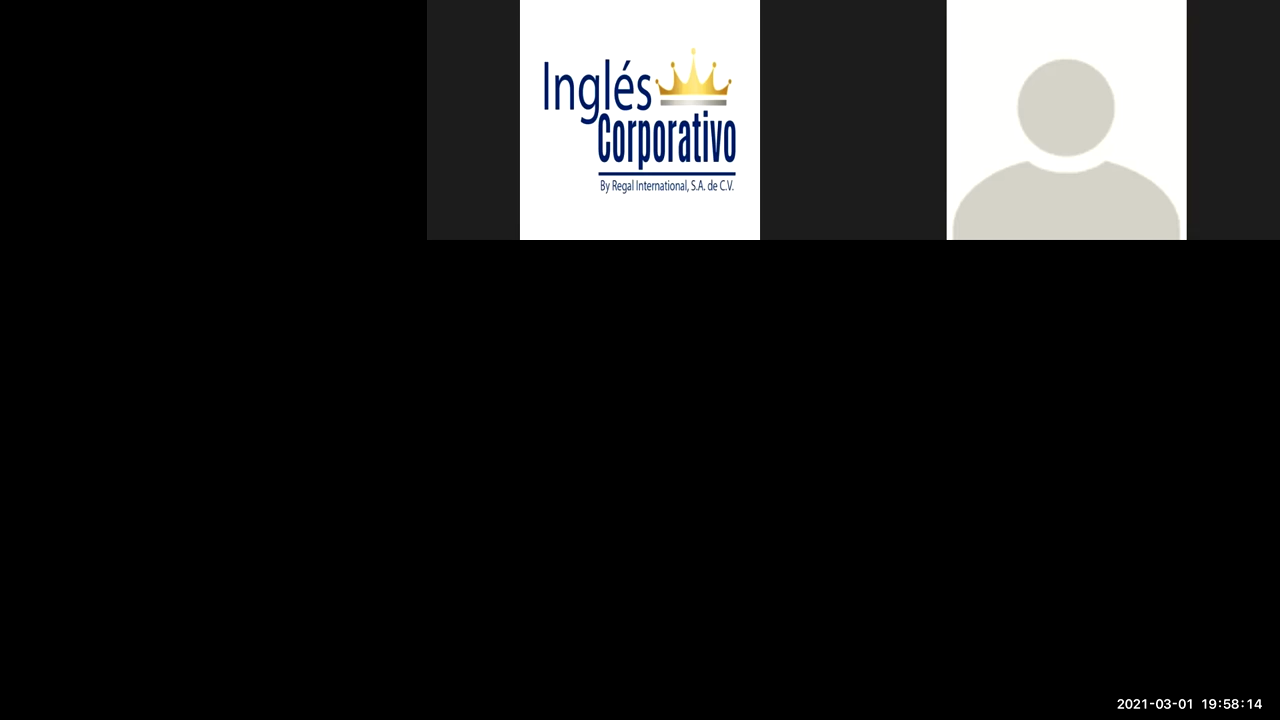 Inglés
Corporativo
By Regal International, S.A. de C.V.
2021-03-01 19:58:14